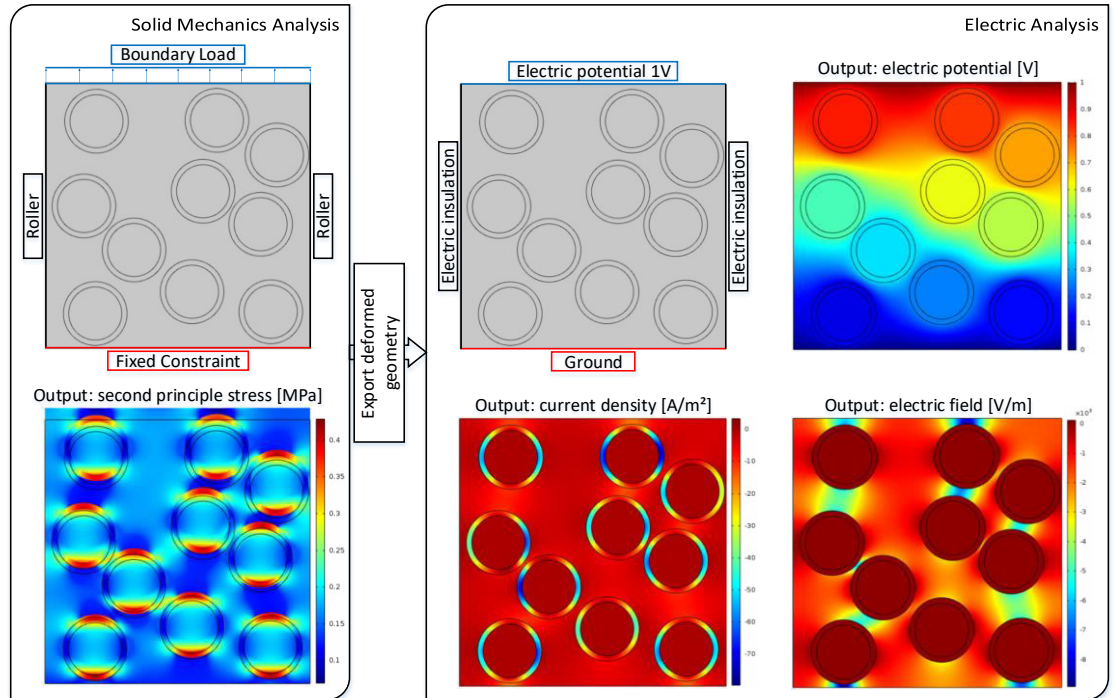 Solid Mechanics Analysis
Boundary Load
Roller
Roller
Fixed Constraint
Output: second principle stress [MPa]
0.4
0.35
0.3
0.25
0.2
0.15
0.1
Export deformed
geometry
Electric Analysis
Electric potential 1V
Electric insulation
Electric insulation
Ground
Output: electric potential [V]
1
0.9
0.8
0.7
0.6
0.5
0.4
0.3
0.2
0.1
0
Output: current density [A/m²]
0
-10
-20
-30
-40
-50
-60
-70
Output: electric field [V/m]
0
-1
-2
-3
-4
-5
-6
-7
-8